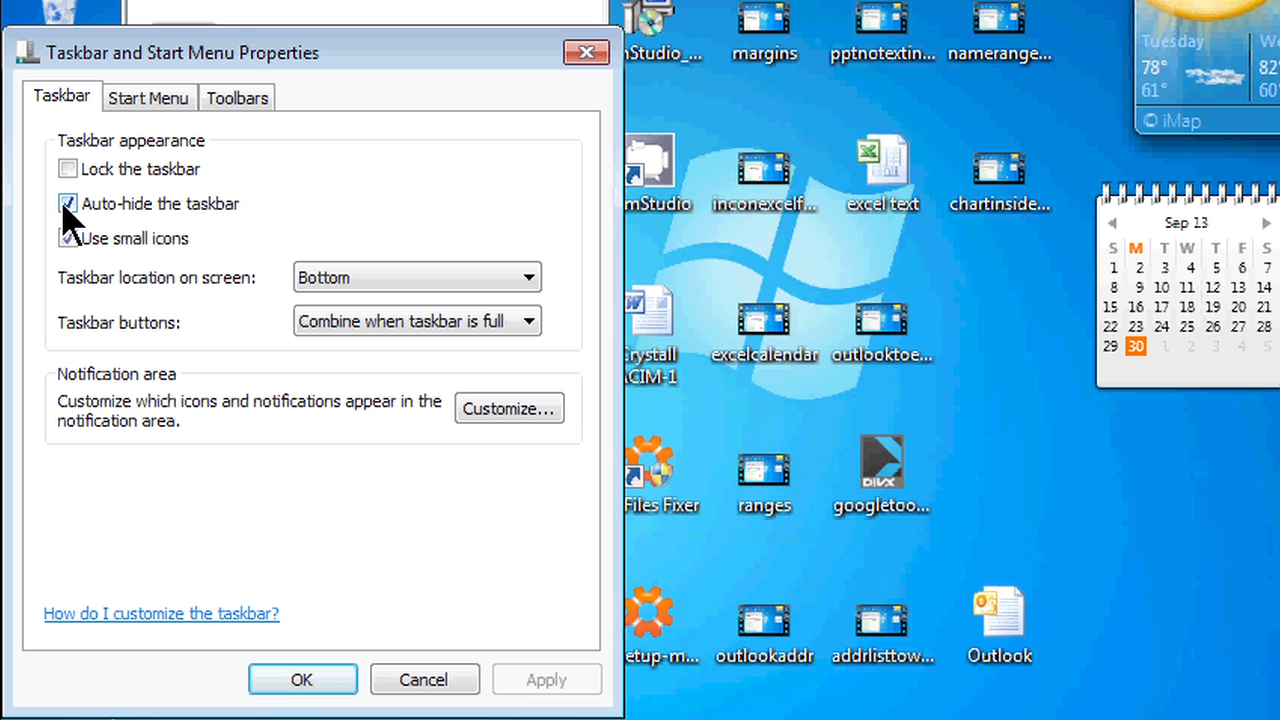 Taskbar and Start Menu Properties
Taskbar
Start Menu
Toolbars
Taskbar appearance
Lock the taskbar
Auto-hide the taskbar
Use small icons
Taskbar location on screen:
Bottom
Taskbar buttons:
Combine when taskbar is full
Notification area
Customize which icons and notifications appear in the
notification area.
Customize...
How do I customize the taskbar?
OK
Cancel
Apply
mStudio_...
margins
pptnotextin...
namerange...
mStudio
inconexcelf...
excel text
chartinside...
Crystall
CIM-1
excelcalendar
outlooktoe...
Files Fixer
ranges
DIVX
googletoo...
etup-m...
outlookaddr
addrlisttow...
Outlook
Tuesday
We
78°
82°
61°
60°
© iMap
Sep 13
S M T W T F S
1 2 3 4 5 6 7
8 9 10 11 12 13 14
15 16 17 18 19 20 21
22 23 24 25 26 27 28
29 30 1 2 3 4 5